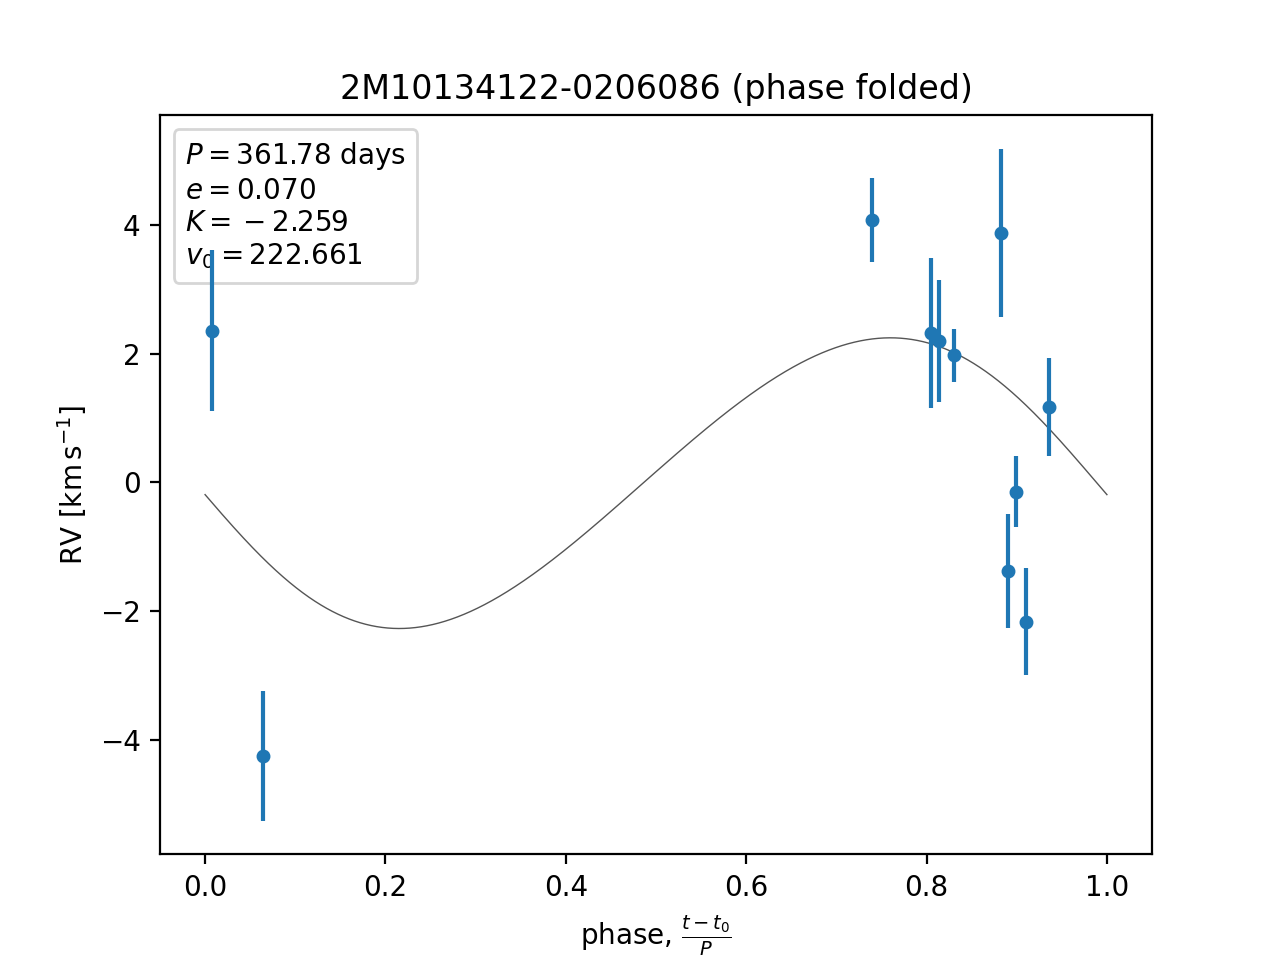 2M10134122-0206086 (phase folded)
P = 361.78 days
e = 0.070
K = −2.259
v₀ = 222.661
4
2
0
−2
−4
RV [km s⁻¹]
0.0 0.2 0.4 0.6 0.8 1.0
phase, (t − t₀)/P